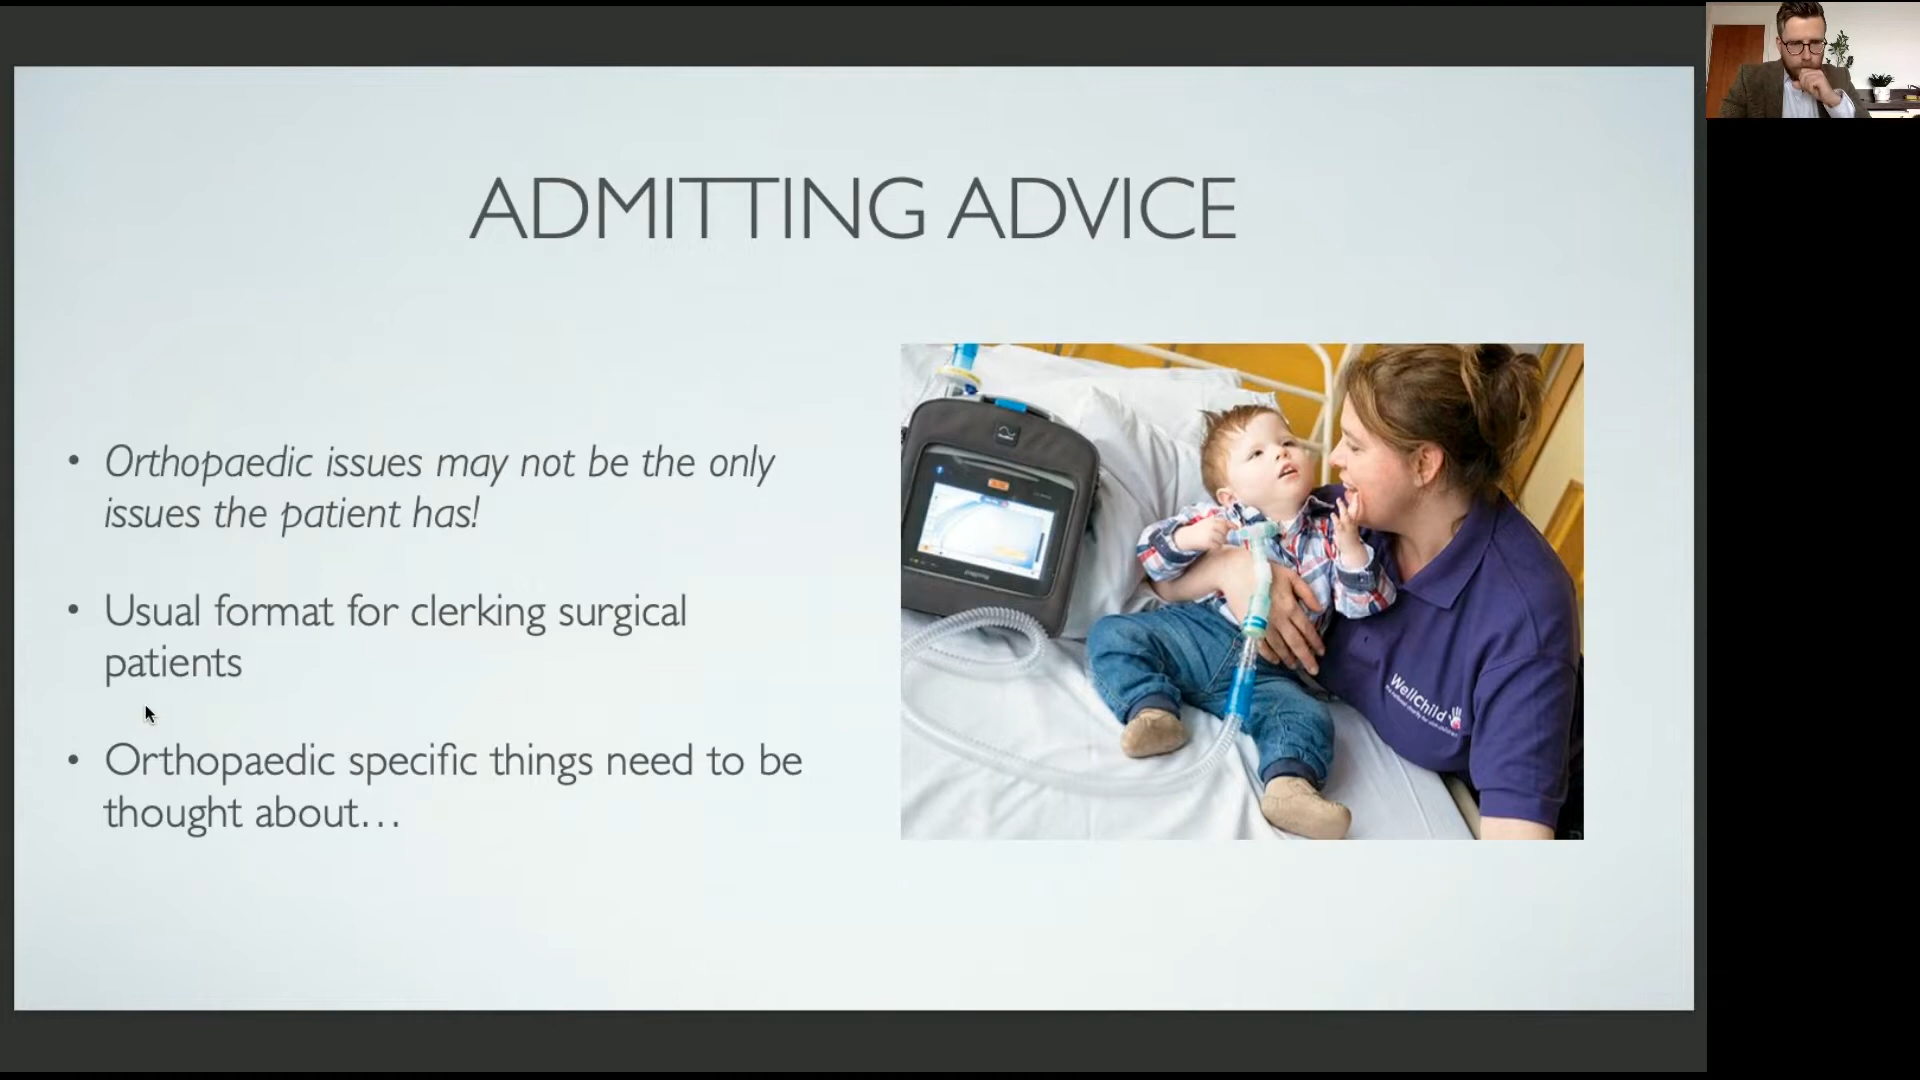 ADMITTING ADVICE
• Orthopaedic issues may not be the only
issues the patient has!
• Usual format for clerking surgical
patients
• Orthopaedic specific things need to be
thought about…
WellChild